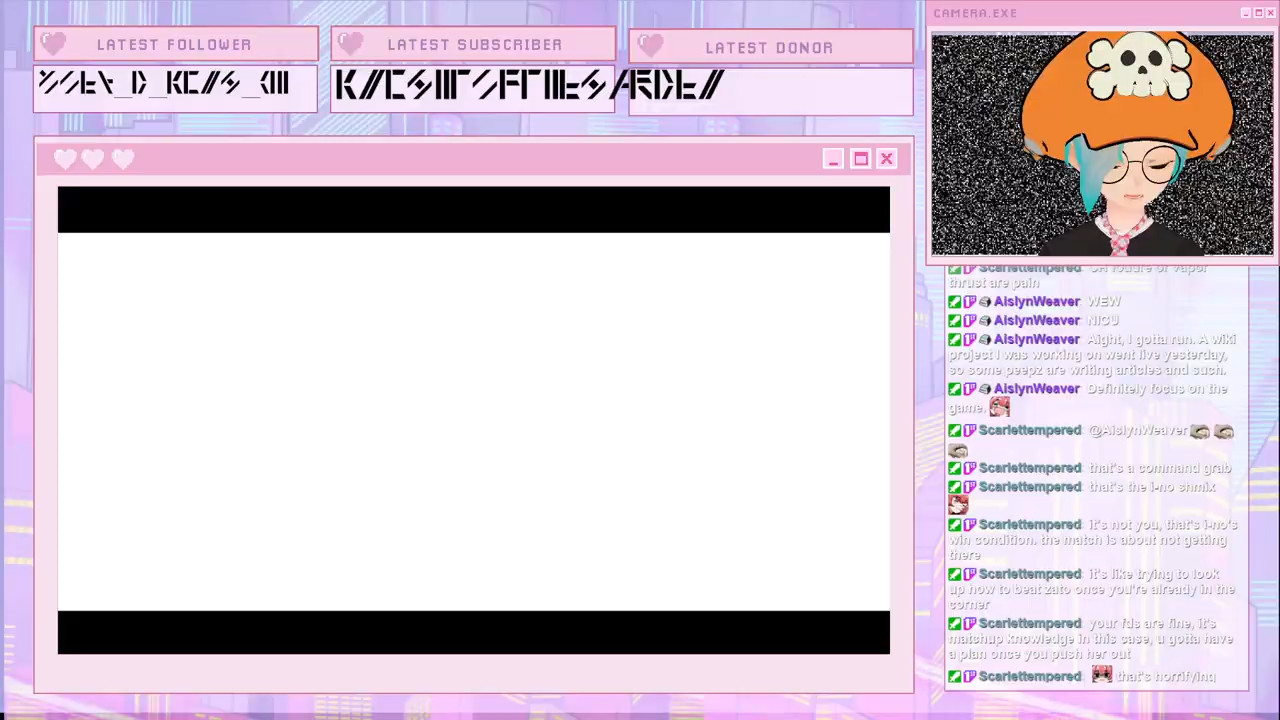 CAMERA.EXE
LATEST FOLLOWER
LATEST SUBSCRIBER
LATEST DONOR
thrust are pain
AislynWeaver WEW
AislynWeaver NICU
AislynWeaver Aight, I gotta run. A wiki
project I was working on went live yesterday,
so some peepz are writing articles and such.
AislynWeaver Definitely focus on the
game.
Scarlettempered @AislynWeaver
Scarlettempered that's a command grab
Scarlettempered that's the i-no shmix
Scarlettempered it's not you, that's i-no's
win condition. the match is about not getting
there
Scarlettempered it's like trying to look
up how to beat zato once you're already in the
corner
Scarlettempered your fds are fine, it's
matchup knowledge in this case, u gotta have
a plan once you push her out
Scarlettempered that's horrifying